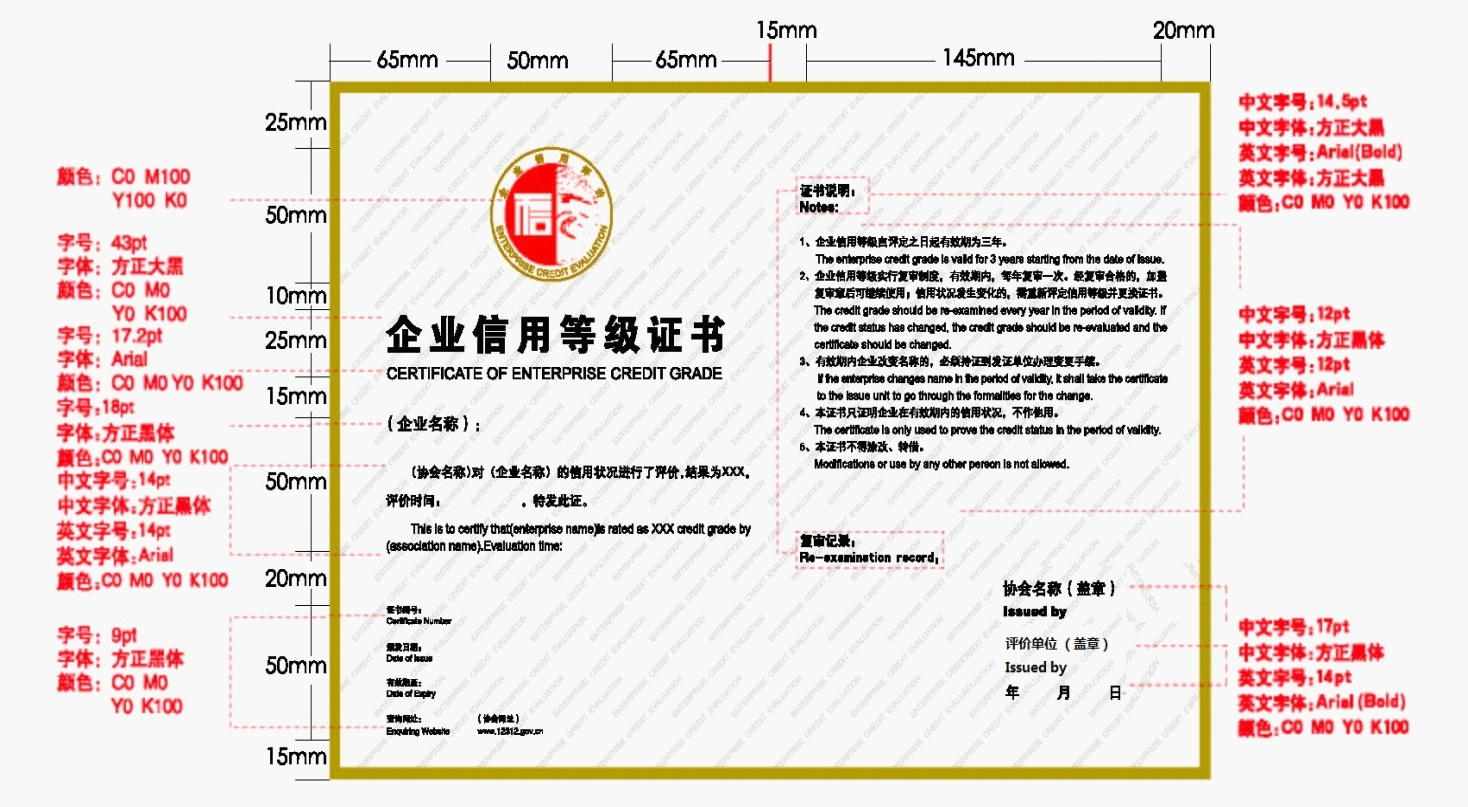 15mm
20mm
65mm
50mm
65mm
145mm
25mm
50mm
10mm
25mm
15mm
50mm
20mm
50mm
15mm
颜色：C0 M100
Y100 K0
字号：43pt
字体：方正大黑
颜色：C0 M0
Y0 K100
字号：17.2pt
字体：Arial
颜色：C0 M0 Y0 K100
字号:18pt
字体:方正黑体
颜色:C0 M0 Y0 K100
中文字号:14pt
中文字体:方正黑体
英文字号:14pt
英文字体:Arial
颜色:C0 M0 Y0 K100
字号：9pt
字体：方正黑体
颜色：C0 M0
Y0 K100
企业信用评价
信
ENTERPRISE CREDIT EVALUATION
企业信用等级证书
CERTIFICATE OF ENTERPRISE CREDIT GRADE
（企业名称）：
（协会名称)对（企业名称）的信用状况进行了评价,结果为XXX。
评价时间： 。特发此证。
This is to certify that(enterprise name)is rated as XXX credit grade by
(association name).Evaluation time:
证书编号：
Certificate Number
颁发日期：
Date of Issue
有效期至：
Date of Expiry
查询网址： （协会网址）
Enquiring Website www.12312.gov.cn
证书说明：
Notes:
1、企业信用等级自评定之日起有效期为三年。
The enterprise credit grade is valid for 3 years starting from the date of issue.
2、企业信用等级实行复审制度，有效期内，每年复审一次。经复审合格的，加盖
复审章后可继续使用；信用状况发生变化的，需重新评定信用等级并更换证书。
The credit grade should be re-examined every year in the period of validity. If
the credit status has changed, the credit grade should be re-evaluated and the
certificate should be changed.
3、有效期内企业改变名称的，必须持证到发证单位办理变更手续。
If the enterprise changes name in the period of validity, it shall take the certificate
to the issue unit to go through the formalities for the change.
4、本证书只证明企业在有效期内的信用状况，不作他用。
The certificate is only used to prove the credit status in the period of validity.
5、本证书不得涂改、转借。
Modifications or use by any other person is not allowed.
复审记录：
Re-examination record:
协会名称（盖章）
Issued by
评价单位（盖章）
Issued by
年 月 日
中文字号:14.5pt
中文字体:方正大黑
英文字号:Arial(Bold)
英文字体:方正大黑
颜色:C0 M0 Y0 K100
中文字号:12pt
中文字体:方正黑体
英文字号:12pt
英文字体:Arial
颜色:C0 M0 Y0 K100
中文字号:17pt
中文字体:方正黑体
英文字号:14pt
英文字体:Arial (Bold)
颜色:C0 M0 Y0 K100